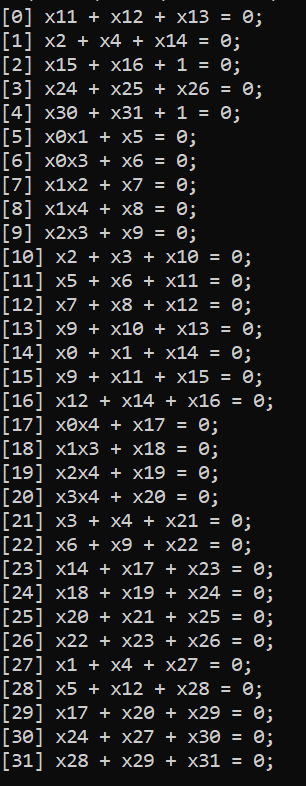 [0] x11 + x12 + x13 = 0;
[1] x2 + x4 + x14 = 0;
[2] x15 + x16 + 1 = 0;
[3] x24 + x25 + x26 = 0;
[4] x30 + x31 + 1 = 0;
[5] x0x1 + x5 = 0;
[6] x0x3 + x6 = 0;
[7] x1x2 + x7 = 0;
[8] x1x4 + x8 = 0;
[9] x2x3 + x9 = 0;
[10] x2 + x3 + x10 = 0;
[11] x5 + x6 + x11 = 0;
[12] x7 + x8 + x12 = 0;
[13] x9 + x10 + x13 = 0;
[14] x0 + x1 + x14 = 0;
[15] x9 + x11 + x15 = 0;
[16] x12 + x14 + x16 = 0;
[17] x0x4 + x17 = 0;
[18] x1x3 + x18 = 0;
[19] x2x4 + x19 = 0;
[20] x3x4 + x20 = 0;
[21] x3 + x4 + x21 = 0;
[22] x6 + x9 + x22 = 0;
[23] x14 + x17 + x23 = 0;
[24] x18 + x19 + x24 = 0;
[25] x20 + x21 + x25 = 0;
[26] x22 + x23 + x26 = 0;
[27] x1 + x4 + x27 = 0;
[28] x5 + x12 + x28 = 0;
[29] x17 + x20 + x29 = 0;
[30] x24 + x27 + x30 = 0;
[31] x28 + x29 + x31 = 0;